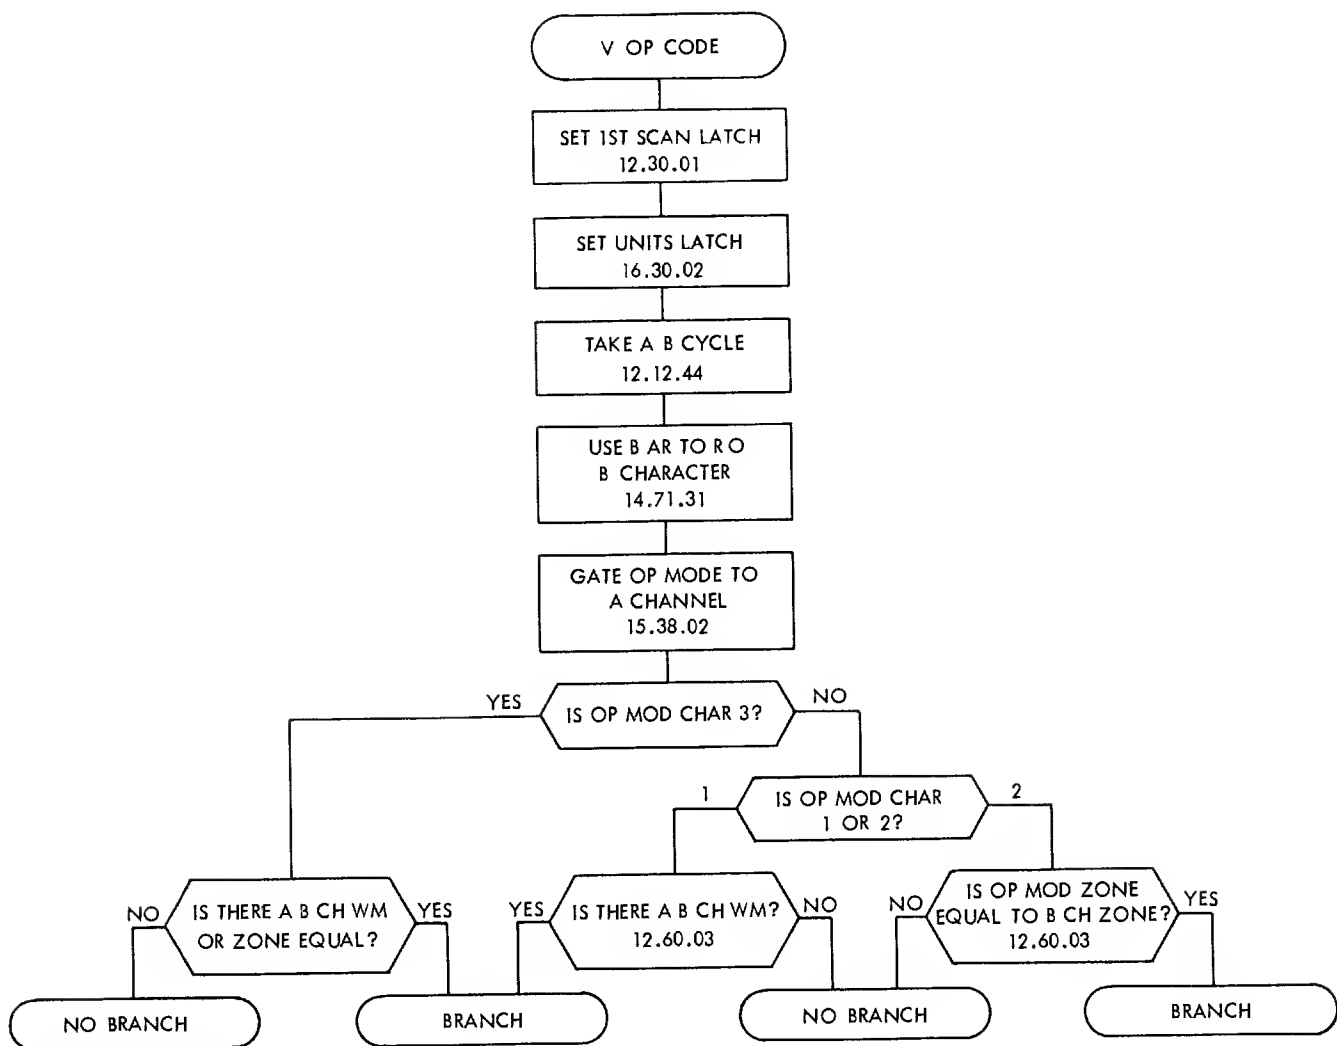 V OP CODE
SET 1ST SCAN LATCH
12.30.01
SET UNITS LATCH
16.30.02
TAKE A B CYCLE
12.12.44
USE B AR TO R O
B CHARACTER
14.71.31
GATE OP MODE TO
A CHANNEL
15.38.02
YES
IS OP MOD CHAR 3?
NO
1
IS OP MOD CHAR
1 OR 2?
2
NO
IS THERE A B CH WM
OR ZONE EQUAL?
YES
YES
IS THERE A B CH WM?
12.60.03
NO
NO
IS OP MOD ZONE
EQUAL TO B CH ZONE?
12.60.03
YES
NO BRANCH
BRANCH
NO BRANCH
BRANCH